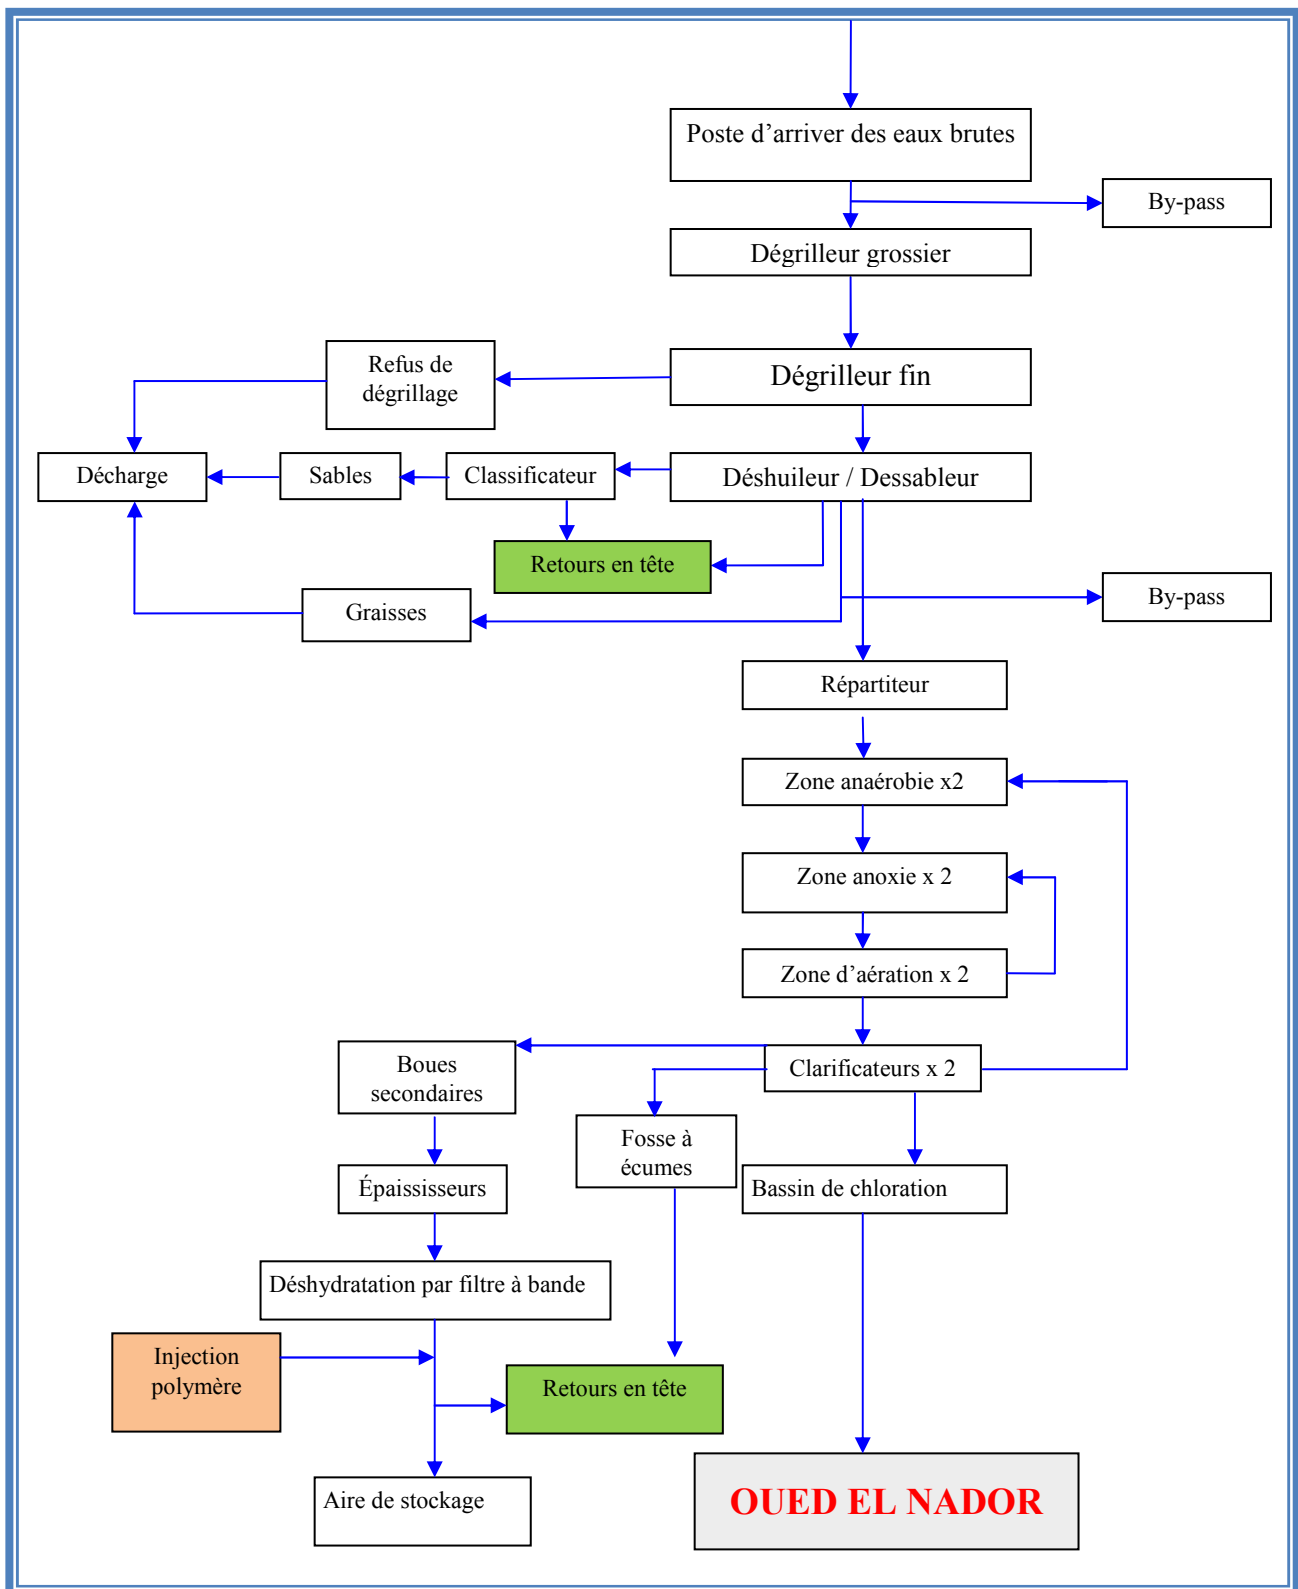 Poste d’arriver des eaux brutes
By-pass
Dégrilleur grossier
Refus de
dégrillage
Dégrilleur fin
Décharge
Sables
Classificateur
Déshuileur / Dessableur
Retours en tête
Graisses
By-pass
Répartiteur
Zone anaérobie x2
Zone anoxie x 2
Zone d’aération x 2
Boues
secondaires
Clarificateurs x 2
Fosse à
écumes
Épaississeurs
Bassin de chloration
Déshydratation par filtre à bande
Injection
polymère
Retours en tête
Aire de stockage
OUED EL NADOR